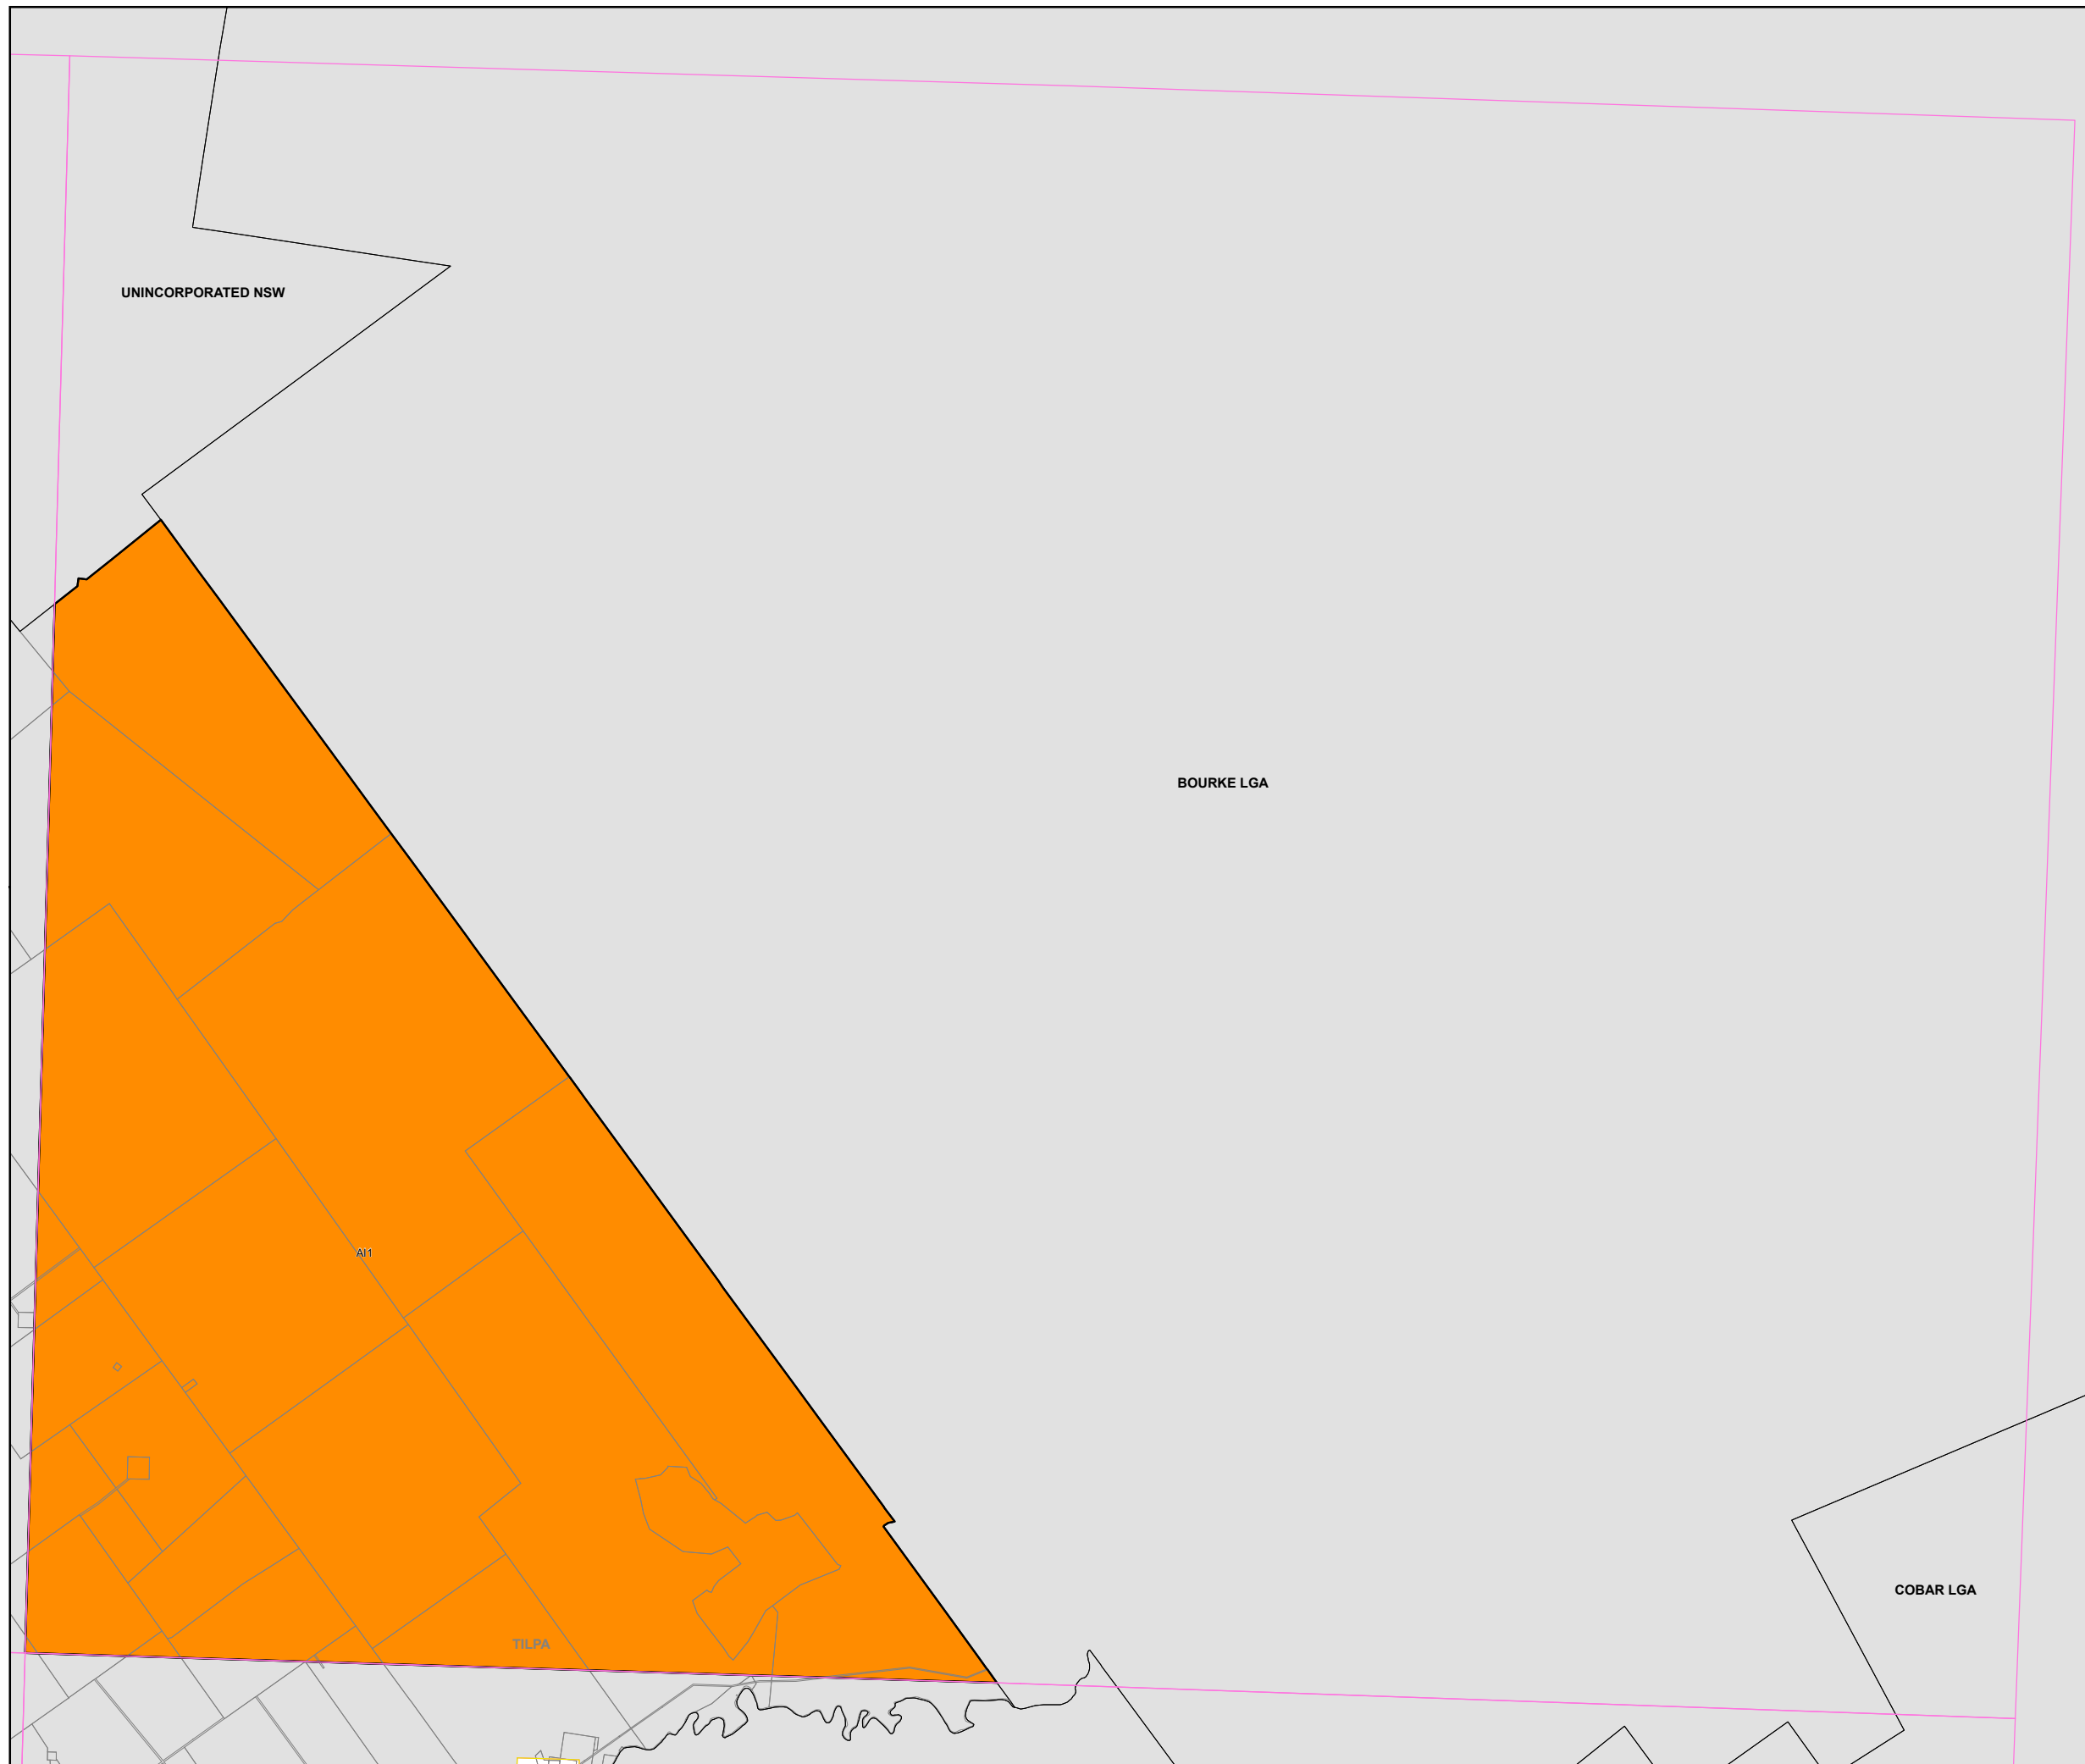 UNINCORPORATED NSW
BOURKE LGA
AI1
COBAR LGA
TILPA